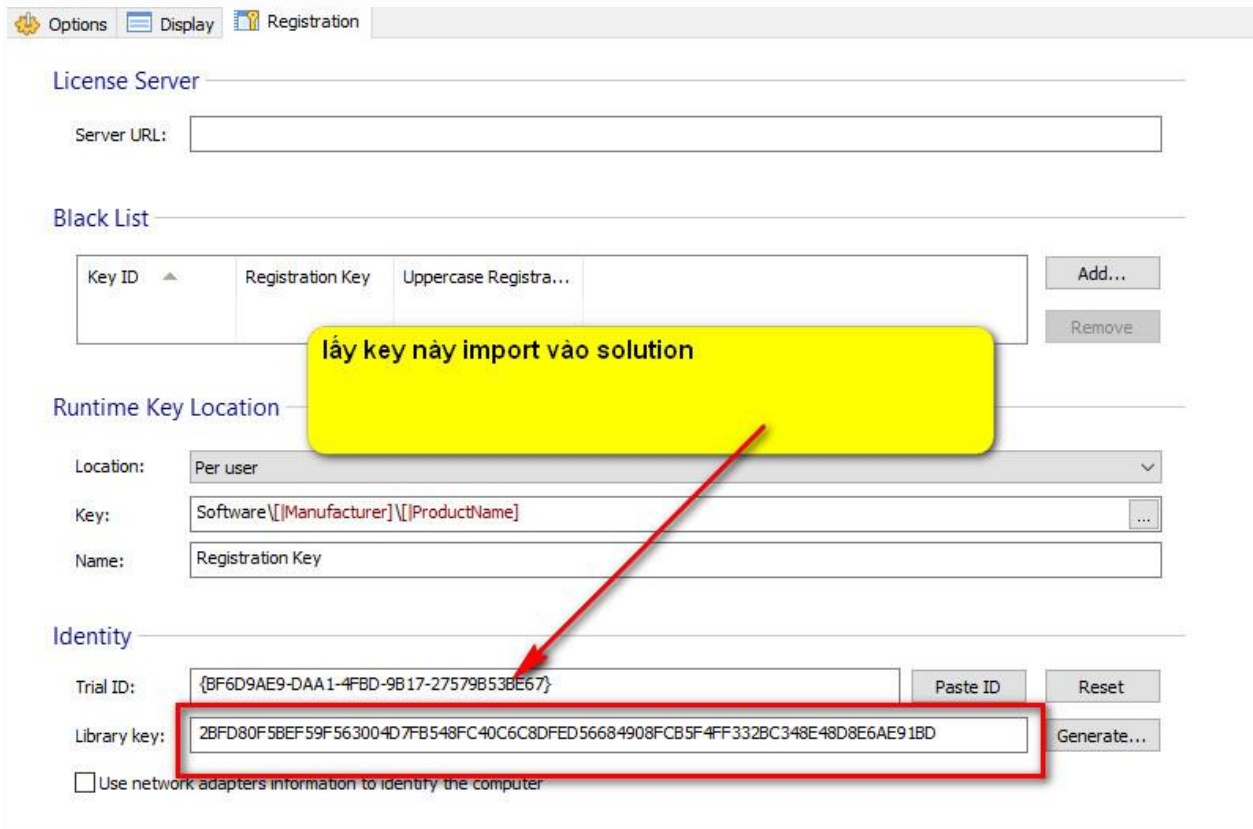 Options Display Registration
License Server
Server URL:
Black List
Key ID Registration Key Uppercase Registra... Add...
Remove
lấy key này import vào solution
Runtime Key Location
Location: Per user
Key: Software\[|Manufacturer]\[|ProductName] ...
Name: Registration Key
Identity
Trial ID: {BF6D9AE9-DAA1-4FBD-9B17-27579B53BE67} Paste ID Reset
Library key: 2BFD80F5BEF59F563004D7FB548FC40C6C8DFED56684908FCB5F4FF332BC348E48D8E6AE91BD Generate...
Use network adapters information to identify the computer